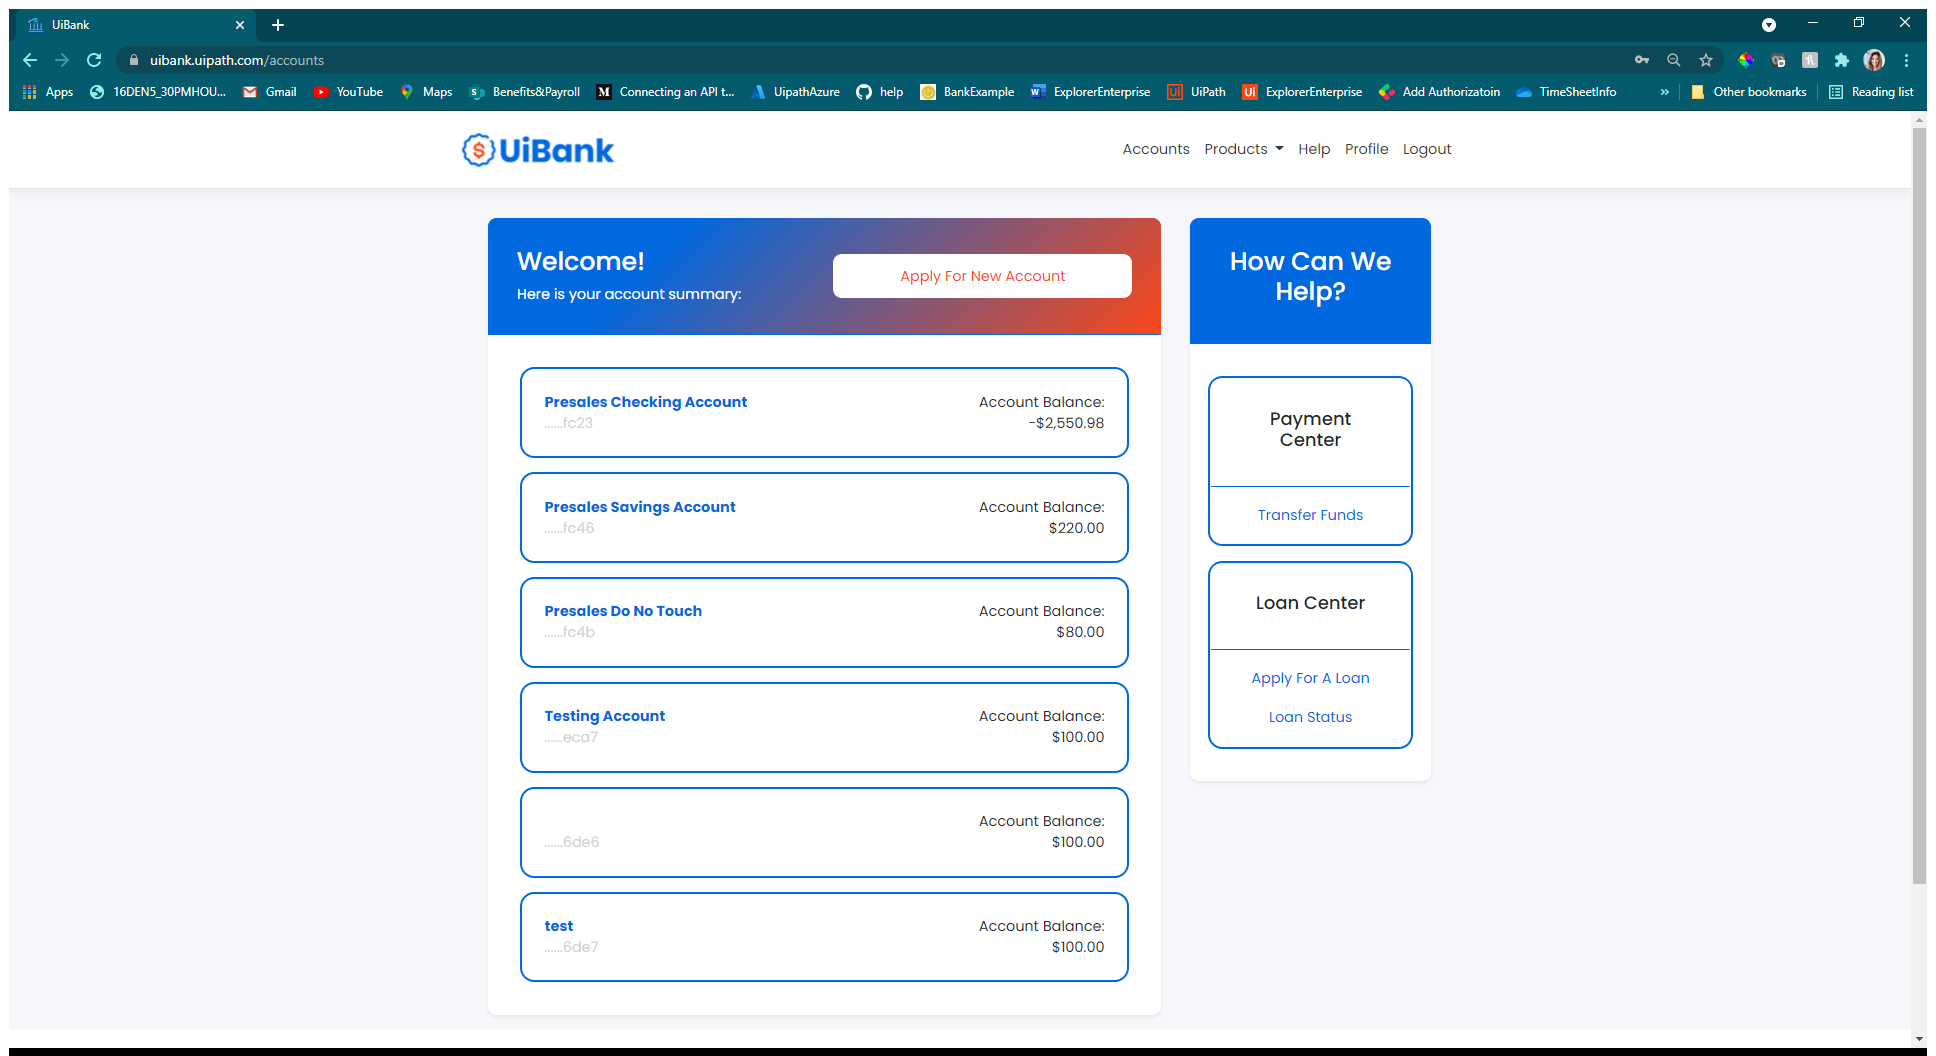 UiBank
uibank.uipath.com/accounts
Apps
16DEN5_30PMHOU...
Gmail
YouTube
Maps
Benefits&Payroll
Connecting an API t...
UipathAzure
help
BankExample
ExplorerEnterprise
UiPath
ExplorerEnterprise
Add Authorizatoin
TimeSheetInfo
»
Other bookmarks
Reading list
$ UiBank
Accounts
Products
Help
Profile
Logout
Welcome!
Here is your account summary:
Apply For New Account
Presales Checking Account
Account Balance:
......fc23
-$2,550.98
Presales Savings Account
Account Balance:
......fc46
$220.00
Presales Do No Touch
Account Balance:
......fc4b
$80.00
Testing Account
Account Balance:
......eca7
$100.00
Account Balance:
......6de6
$100.00
test
Account Balance:
......6de7
$100.00
How Can We
Help?
Payment
Center
Transfer Funds
Loan Center
Apply For A Loan
Loan Status